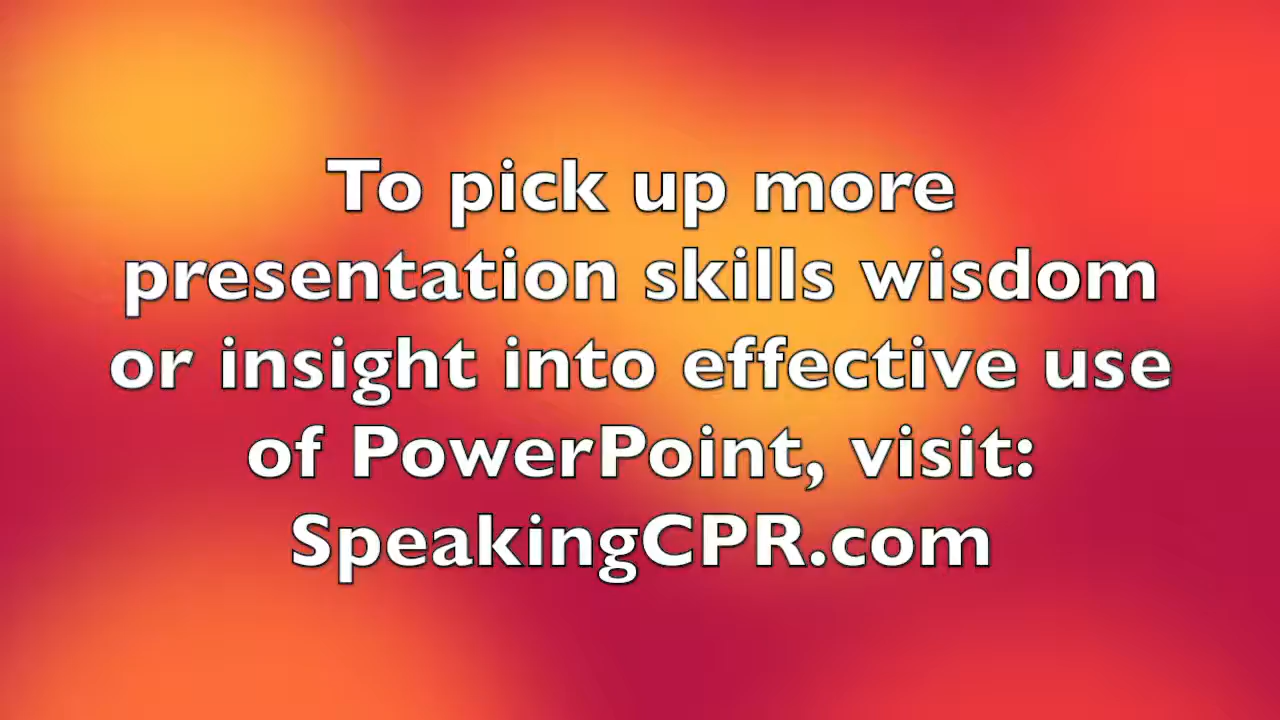 To pick up more
presentation skills wisdom
or insight into effective use
of PowerPoint, visit:
SpeakingCPR.com